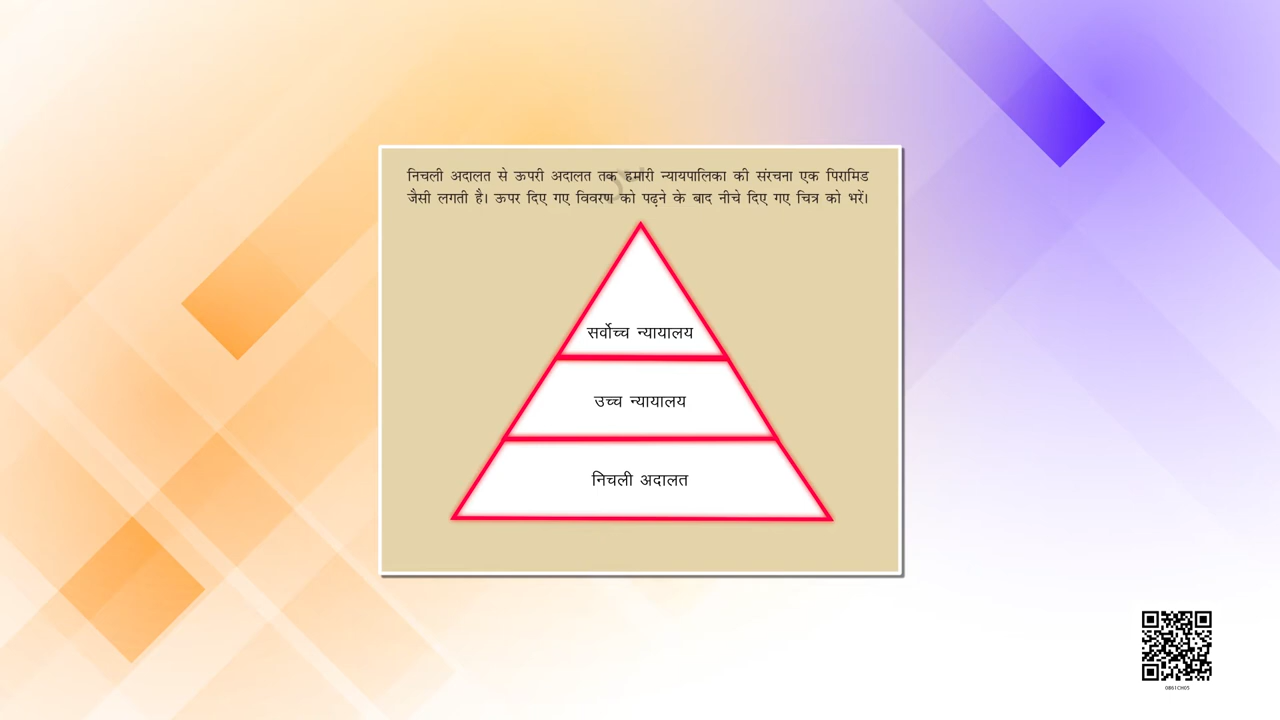 निचली अदालत से ऊपरी अदालत तक हमारी न्यायपालिका की संरचना एक पिरामिड
जैसी लगती है। ऊपर दिए गए विवरण को पढ़ने के बाद नीचे दिए गए चित्र को भरें।
सर्वोच्च न्यायालय
उच्च न्यायालय
निचली अदालत
0861CH05